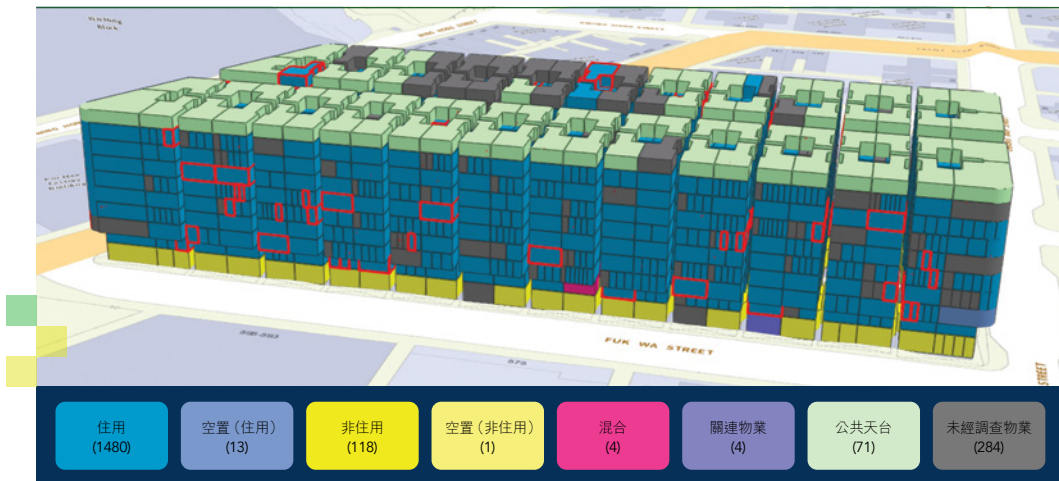 FUK WA STREET
575
STREET
住用
(1480)
空置（住用）
(13)
非住用
(118)
空置（非住用）
(1)
混合
(4)
關連物業
(4)
公共天台
(71)
未經調查物業
(284)